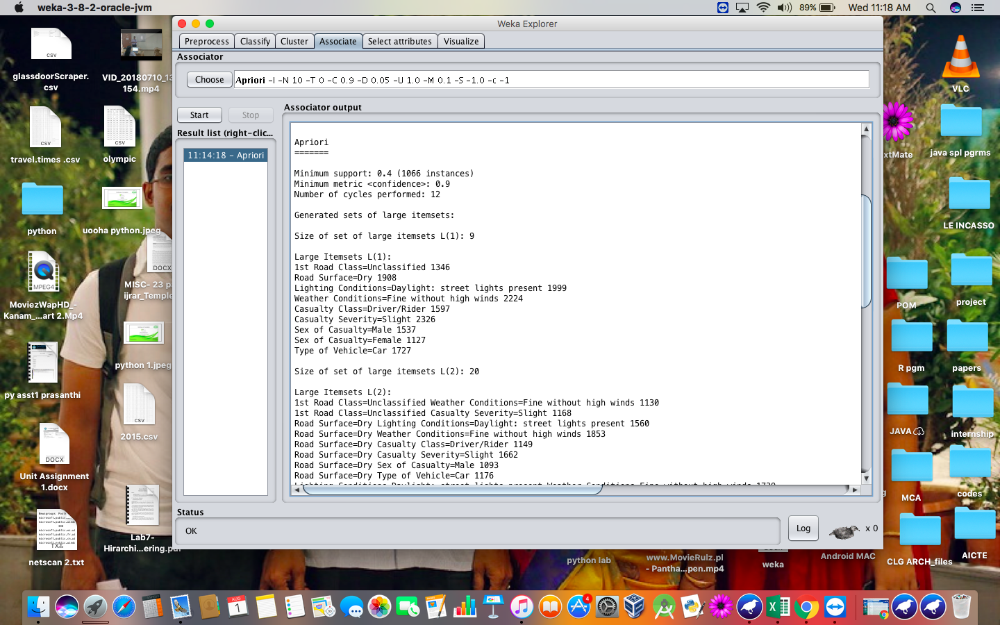 weka-3-8-2-oracle-jvm
89%
Wed 11:18 AM
Weka Explorer
Preprocess
Classify
Cluster
Associate
Select attributes
Visualize
Associator
Choose
Apriori -I -N 10 -T 0 -C 0.9 -D 0.05 -U 1.0 -M 0.1 -S -1.0 -c -1
Start
Stop
Result list (right-clic...
11:14:18 - Apriori
Associator output
Apriori
=======
Minimum support: 0.4 (1066 instances)
Minimum metric <confidence>: 0.9
Number of cycles performed: 12
Generated sets of large itemsets:
Size of set of large itemsets L(1): 9
Large Itemsets L(1):
1st Road Class=Unclassified 1346
Road Surface=Dry 1908
Lighting Conditions=Daylight: street lights present 1999
Weather Conditions=Fine without high winds 2224
Casualty Class=Driver/Rider 1597
Casualty Severity=Slight 2326
Sex of Casualty=Male 1537
Sex of Casualty=Female 1127
Type of Vehicle=Car 1727
Size of set of large itemsets L(2): 20
Large Itemsets L(2):
1st Road Class=Unclassified Weather Conditions=Fine without high winds 1130
1st Road Class=Unclassified Casualty Severity=Slight 1168
Road Surface=Dry Lighting Conditions=Daylight: street lights present 1560
Road Surface=Dry Weather Conditions=Fine without high winds 1853
Road Surface=Dry Casualty Class=Driver/Rider 1149
Road Surface=Dry Casualty Severity=Slight 1662
Road Surface=Dry Sex of Casualty=Male 1093
Road Surface=Dry Type of Vehicle=Car 1176
Status
OK
Log
x 0
CSV
glassdoorScraper.
csv
VID_20180710_13
154.mp4
CSV
travel.times .csv
CSV
olympic
python
uooha python.jpeg
DOCX
MPEG4
MoviezWapHD_-
Kanam_...art 2.Mp4
MISC- 23 pa
ijrar_Temple
python 1.jpeg
py asst1 prasanthi
CSV
2015.csv
DOCX
Unit Assignment
1.docx
Lab7-
Hirarchi...ering.pdf
TXT
netscan 2.txt
VLC
xtMate
java spl pgrms
LE INCASSO
POM
project
R pgm
papers
JAVA
internship
MCA
codes
CLG ARCH_files
AICTE
python lab
www.MovieRulz.pl
- Pantha...pen.mp4
weka
Android MAC
AUG
1
4